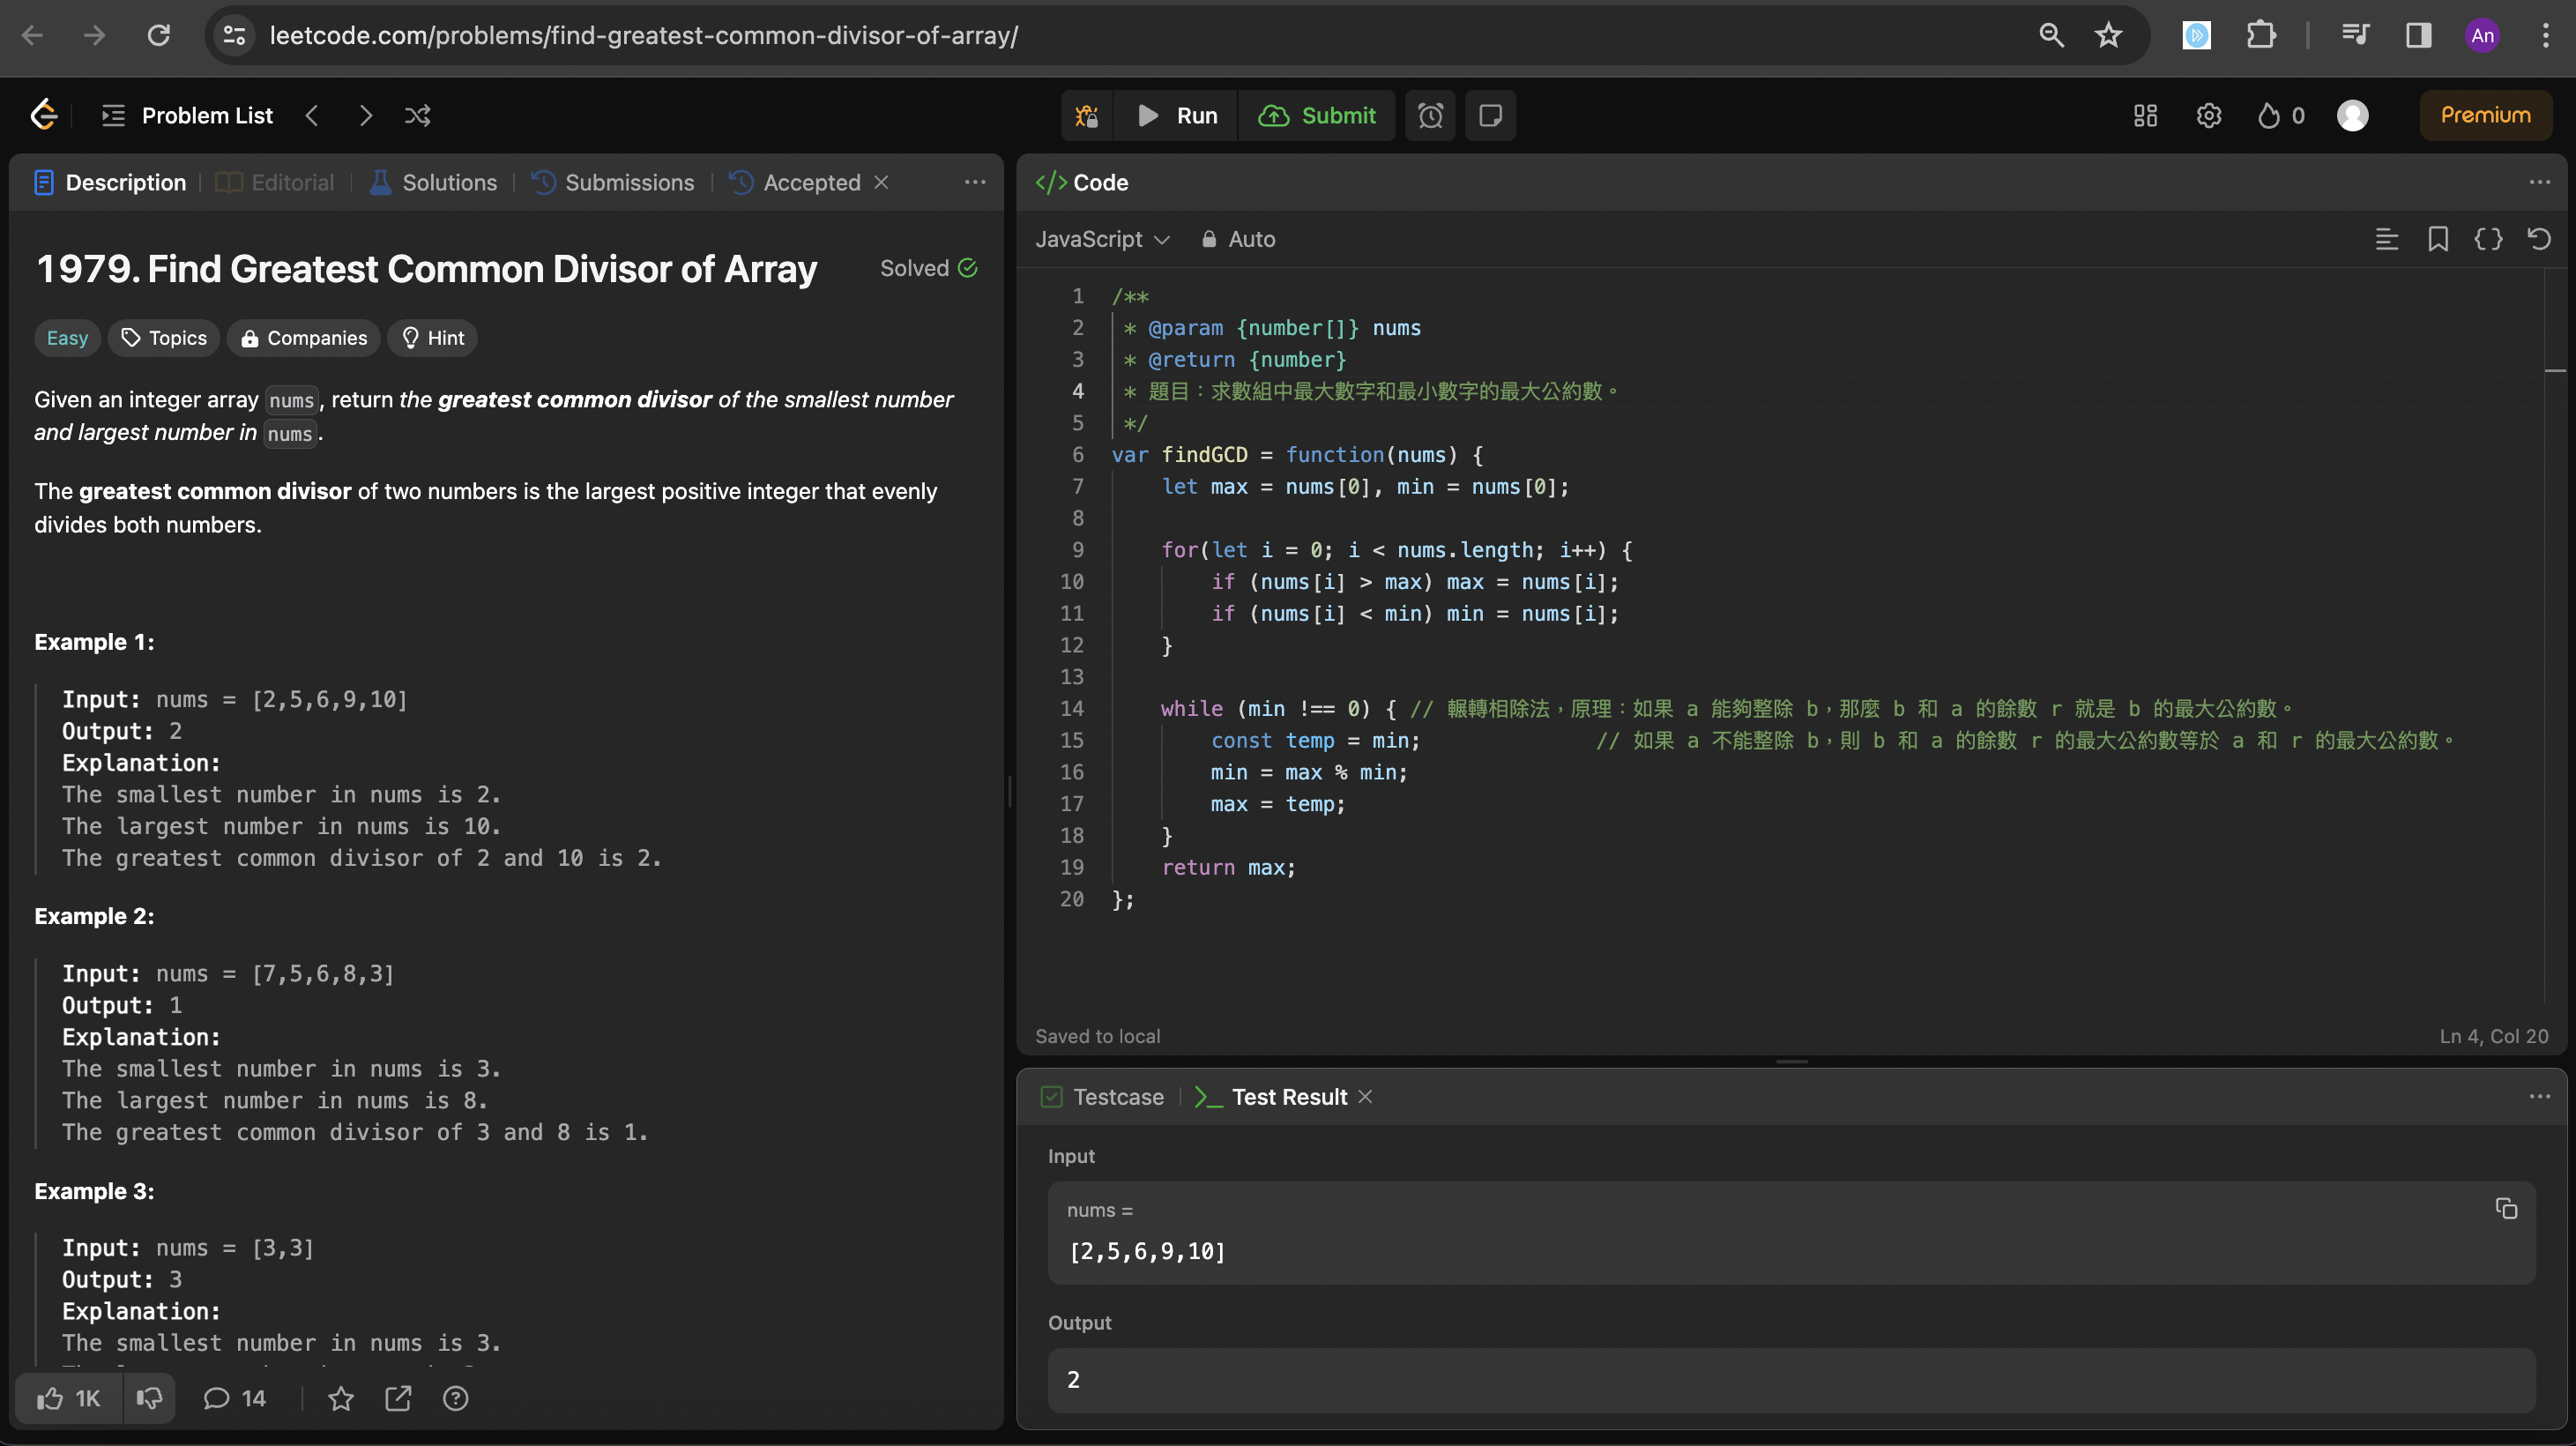 leetcode.com/problems/find-greatest-common-divisor-of-array/
An
Problem List
Run
Submit
0
Premium
Description
Editorial
Solutions
Submissions
Accepted
1979. Find Greatest Common Divisor of Array
Solved
Easy
Topics
Companies
Hint
Given an integer array nums, return the greatest common divisor of the smallest number
and largest number in nums.
The greatest common divisor of two numbers is the largest positive integer that evenly
divides both numbers.
Example 1:
Input: nums = [2,5,6,9,10]
Output: 2
Explanation:
The smallest number in nums is 2.
The largest number in nums is 10.
The greatest common divisor of 2 and 10 is 2.
Example 2:
Input: nums = [7,5,6,8,3]
Output: 1
Explanation:
The smallest number in nums is 3.
The largest number in nums is 8.
The greatest common divisor of 3 and 8 is 1.
Example 3:
Input: nums = [3,3]
Output: 3
Explanation:
The smallest number in nums is 3.
1K
14
</> Code
JavaScript
Auto
1 /**
2 * @param {number[]} nums
3 * @return {number}
4 * 題目：求數組中最大數字和最小數字的最大公約數。
5 */
6 var findGCD = function(nums) {
7 let max = nums[0], min = nums[0];
8
9 for(let i = 0; i < nums.length; i++) {
10 if (nums[i] > max) max = nums[i];
11 if (nums[i] < min) min = nums[i];
12 }
13
14 while (min !== 0) { // 輾轉相除法，原理：如果 a 能夠整除 b，那麼 b 和 a 的餘數 r 就是 b 的最大公約數。
15 const temp = min; // 如果 a 不能整除 b，則 b 和 a 的餘數 r 的最大公約數等於 a 和 r 的最大公約數。
16 min = max % min;
17 max = temp;
18 }
19 return max;
20 };
Saved to local
Ln 4, Col 20
Testcase
>_ Test Result
Input
nums =
[2,5,6,9,10]
Output
2